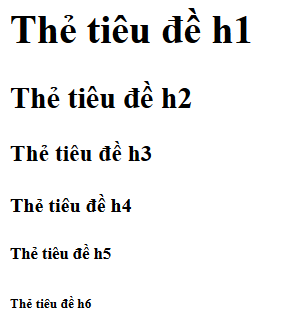 Thẻ tiêu đề h1
Thẻ tiêu đề h2
Thẻ tiêu đề h3
Thẻ tiêu đề h4
Thẻ tiêu đề h5
Thẻ tiêu đề h6